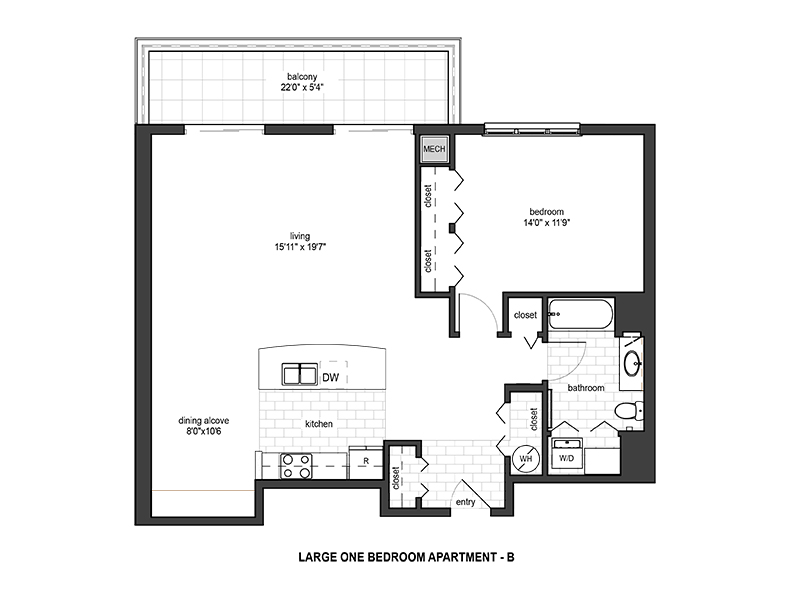 balcony
22'0" x 5'4"
MECH
closet
bedroom
14'0" x 11'9"
living
15'11" x 19'7"
closet
closet
DW
bathroom
dining alcove
8'0"x10'6
kitchen
closet
R
closet
WH
W/D
entry
LARGE ONE BEDROOM APARTMENT - B